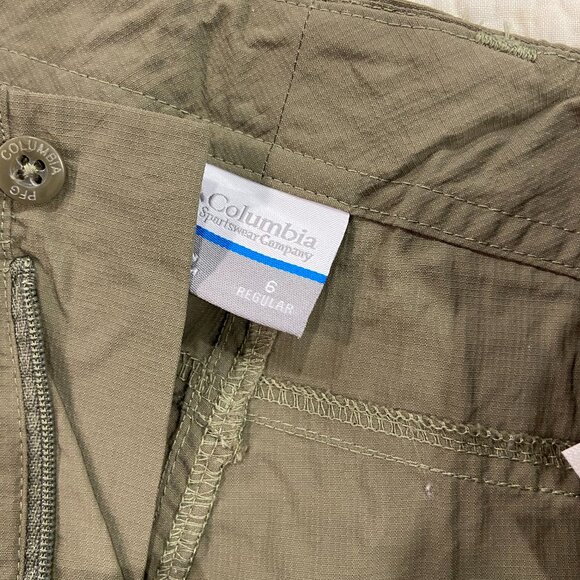 COLUMBIA
PFG
Columbia
Sportswear Company
6
REGULAR